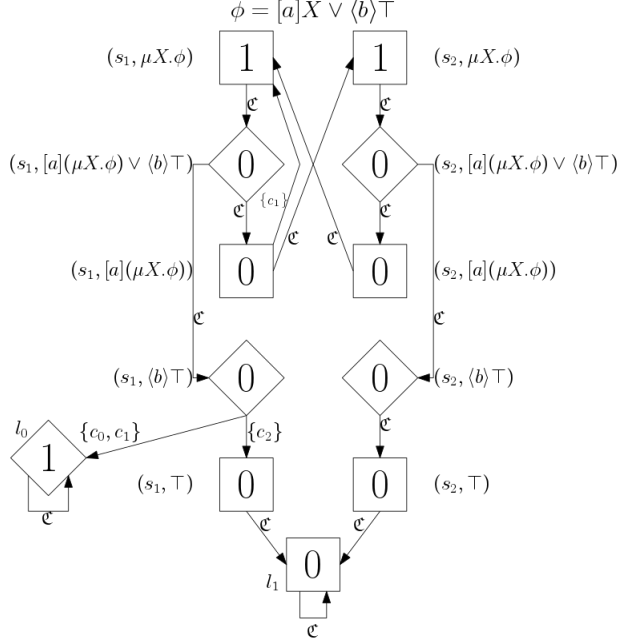 ϕ = [a]X ∨ ⟨b⟩⊤
(s₁, μX.ϕ) 1 1 (s₂, μX.ϕ)
ℭ ℭ
(s₁, [a](μX.ϕ) ∨ ⟨b⟩⊤) 0 0 (s₂, [a](μX.ϕ) ∨ ⟨b⟩⊤)
ℭ {c₁} ℭ
ℭ ℭ
(s₁, [a](μX.ϕ)) 0 0 (s₂, [a](μX.ϕ))
ℭ ℭ
(s₁, ⟨b⟩⊤) 0 0 (s₂, ⟨b⟩⊤)
l₀ {c₀, c₁} {c₂} ℭ
1
(s₁, ⊤) 0 0 (s₂, ⊤)
ℭ ℭ ℭ
0
l₁
ℭ